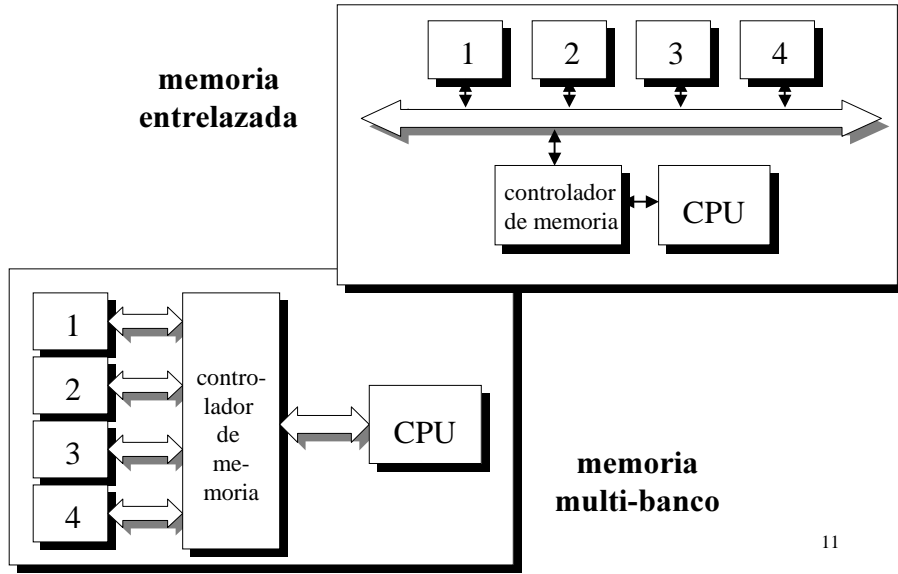 memoria
entrelazada
1 2 3 4
controlador
de memoria
CPU
1
2
3
4
contro-
lador
de
me-
moria
CPU
memoria
multi-banco
11